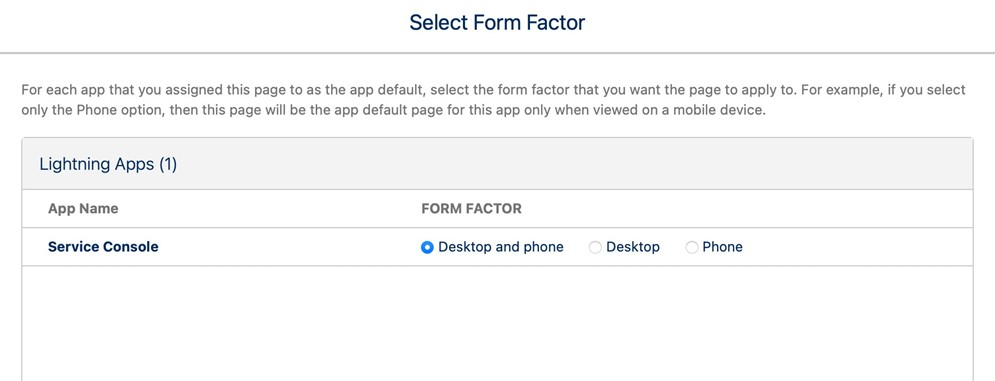 Select Form Factor
For each app that you assigned this page to as the app default, select the form factor that you want the page to apply to. For example, if you select
only the Phone option, then this page will be the app default page for this app only when viewed on a mobile device.
Lightning Apps (1)
App Name FORM FACTOR
Service Console Desktop and phone Desktop Phone